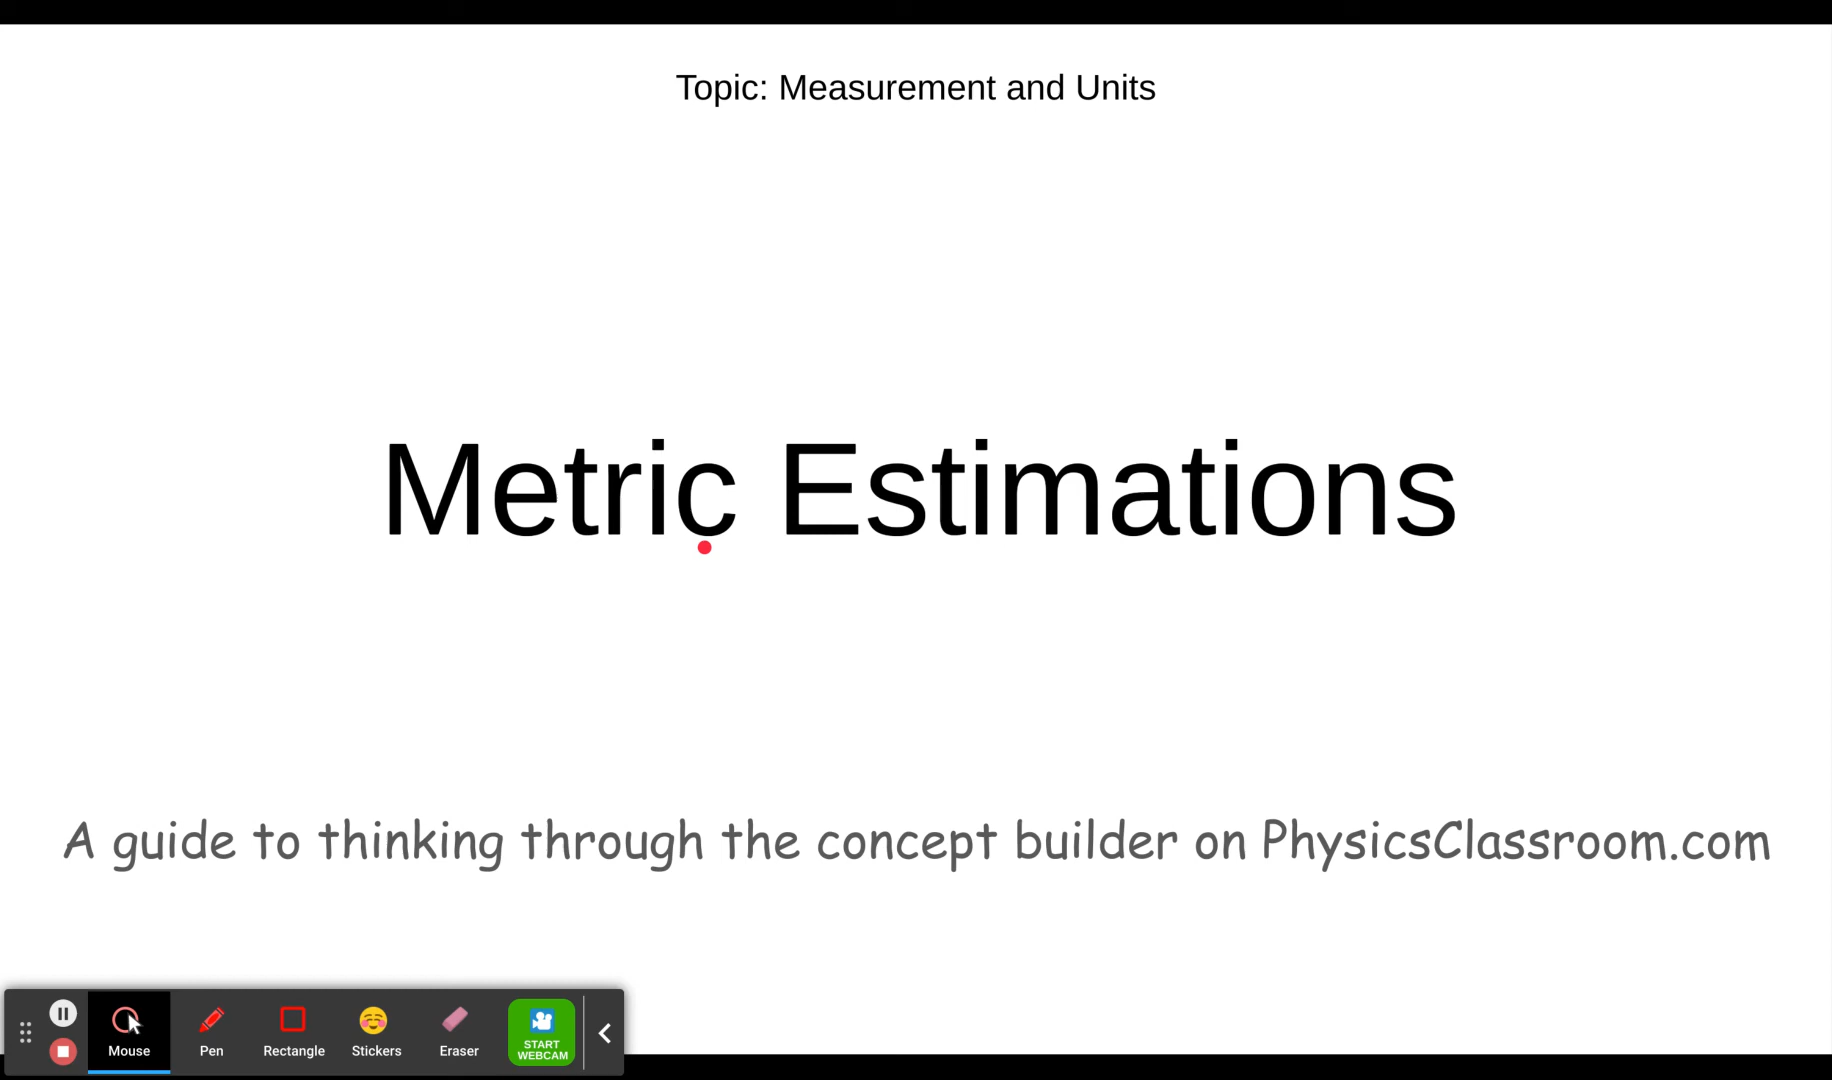 Topic: Measurement and Units
Metric Estimations
A guide to thinking through the concept builder on PhysicsClassroom.com
Mouse Pen Rectangle Stickers Eraser START WEBCAM